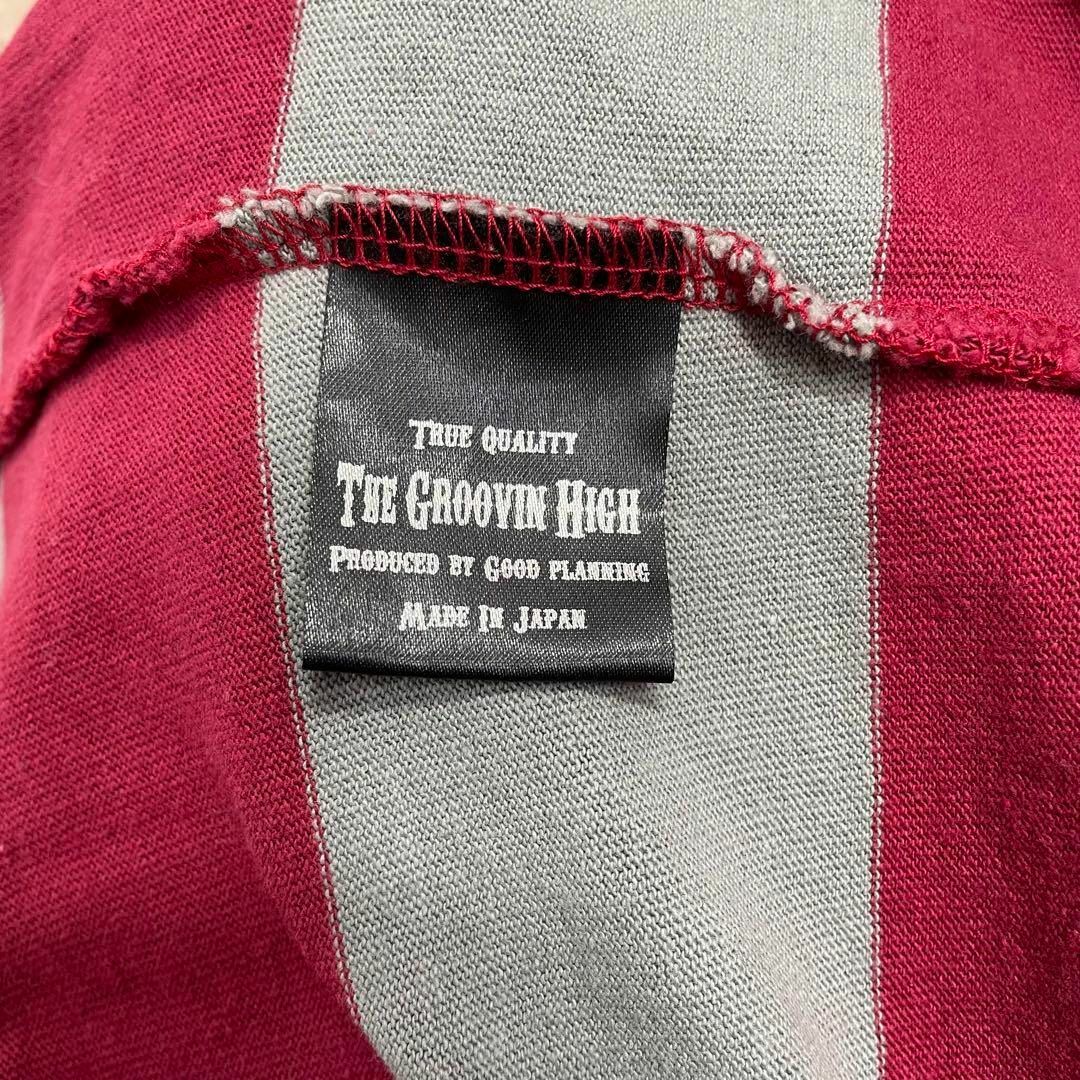 True Quality
The Groovin High
Produced by Good planning
Made In Japan